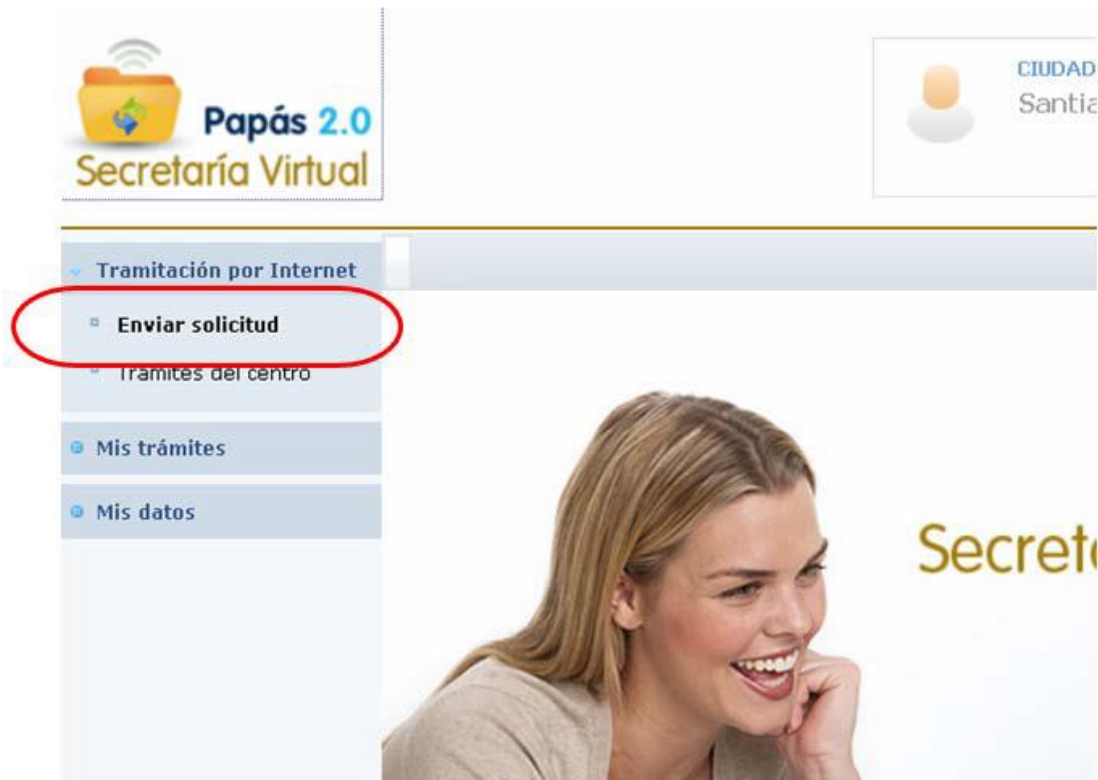 Papás 2.0
Secretaría Virtual
CIUDAD
Santia
Tramitación por Internet
Enviar solicitud
Trámites del centro
Mis trámites
Mis datos
Secret